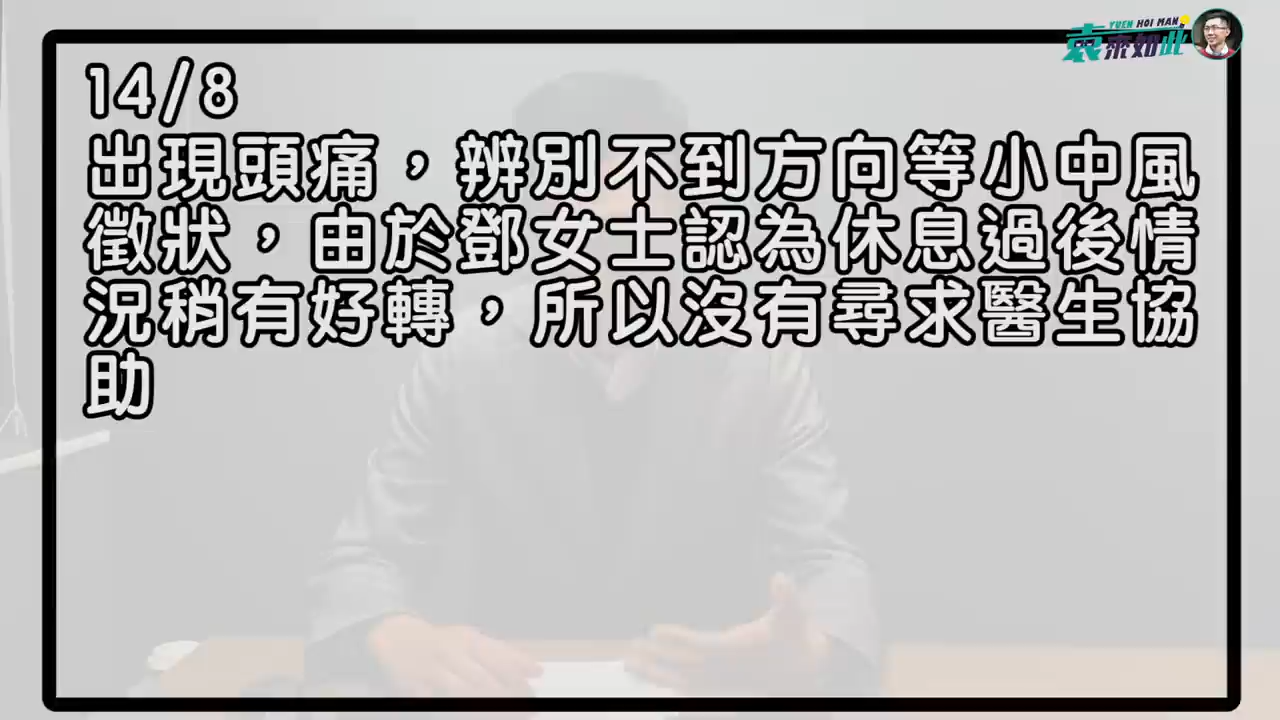 YUEN HOI MAN
袁來如此
14/8
出現頭痛，辨別不到方向等小中風
徵狀，由於鄧女士認為休息過後情
況稍有好轉，所以沒有尋求醫生協
助